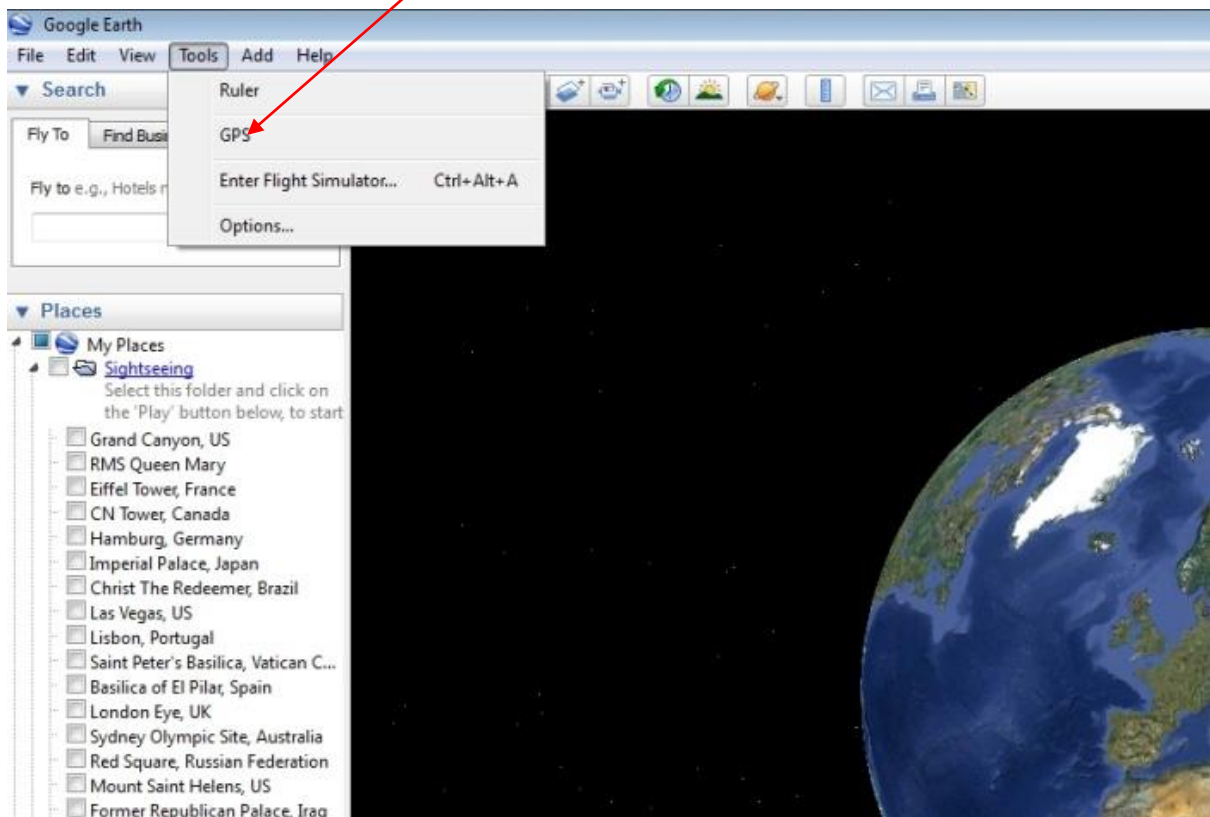 Google Earth
File Edit View Tools Add Help
Search
Ruler
GPS
Enter Flight Simulator... Ctrl+Alt+A
Options...
Fly To Find Busi
Fly to e.g., Hotels
Places
My Places
Sightseeing
Select this folder and click on
the 'Play' button below, to start
Grand Canyon, US
RMS Queen Mary
Eiffel Tower, France
CN Tower, Canada
Hamburg, Germany
Imperial Palace, Japan
Christ The Redeemer, Brazil
Las Vegas, US
Lisbon, Portugal
Saint Peter's Basilica, Vatican C...
Basilica of El Pilar, Spain
London Eye, UK
Sydney Olympic Site, Australia
Red Square, Russian Federation
Mount Saint Helens, US
Former Republican Palace, Iraq